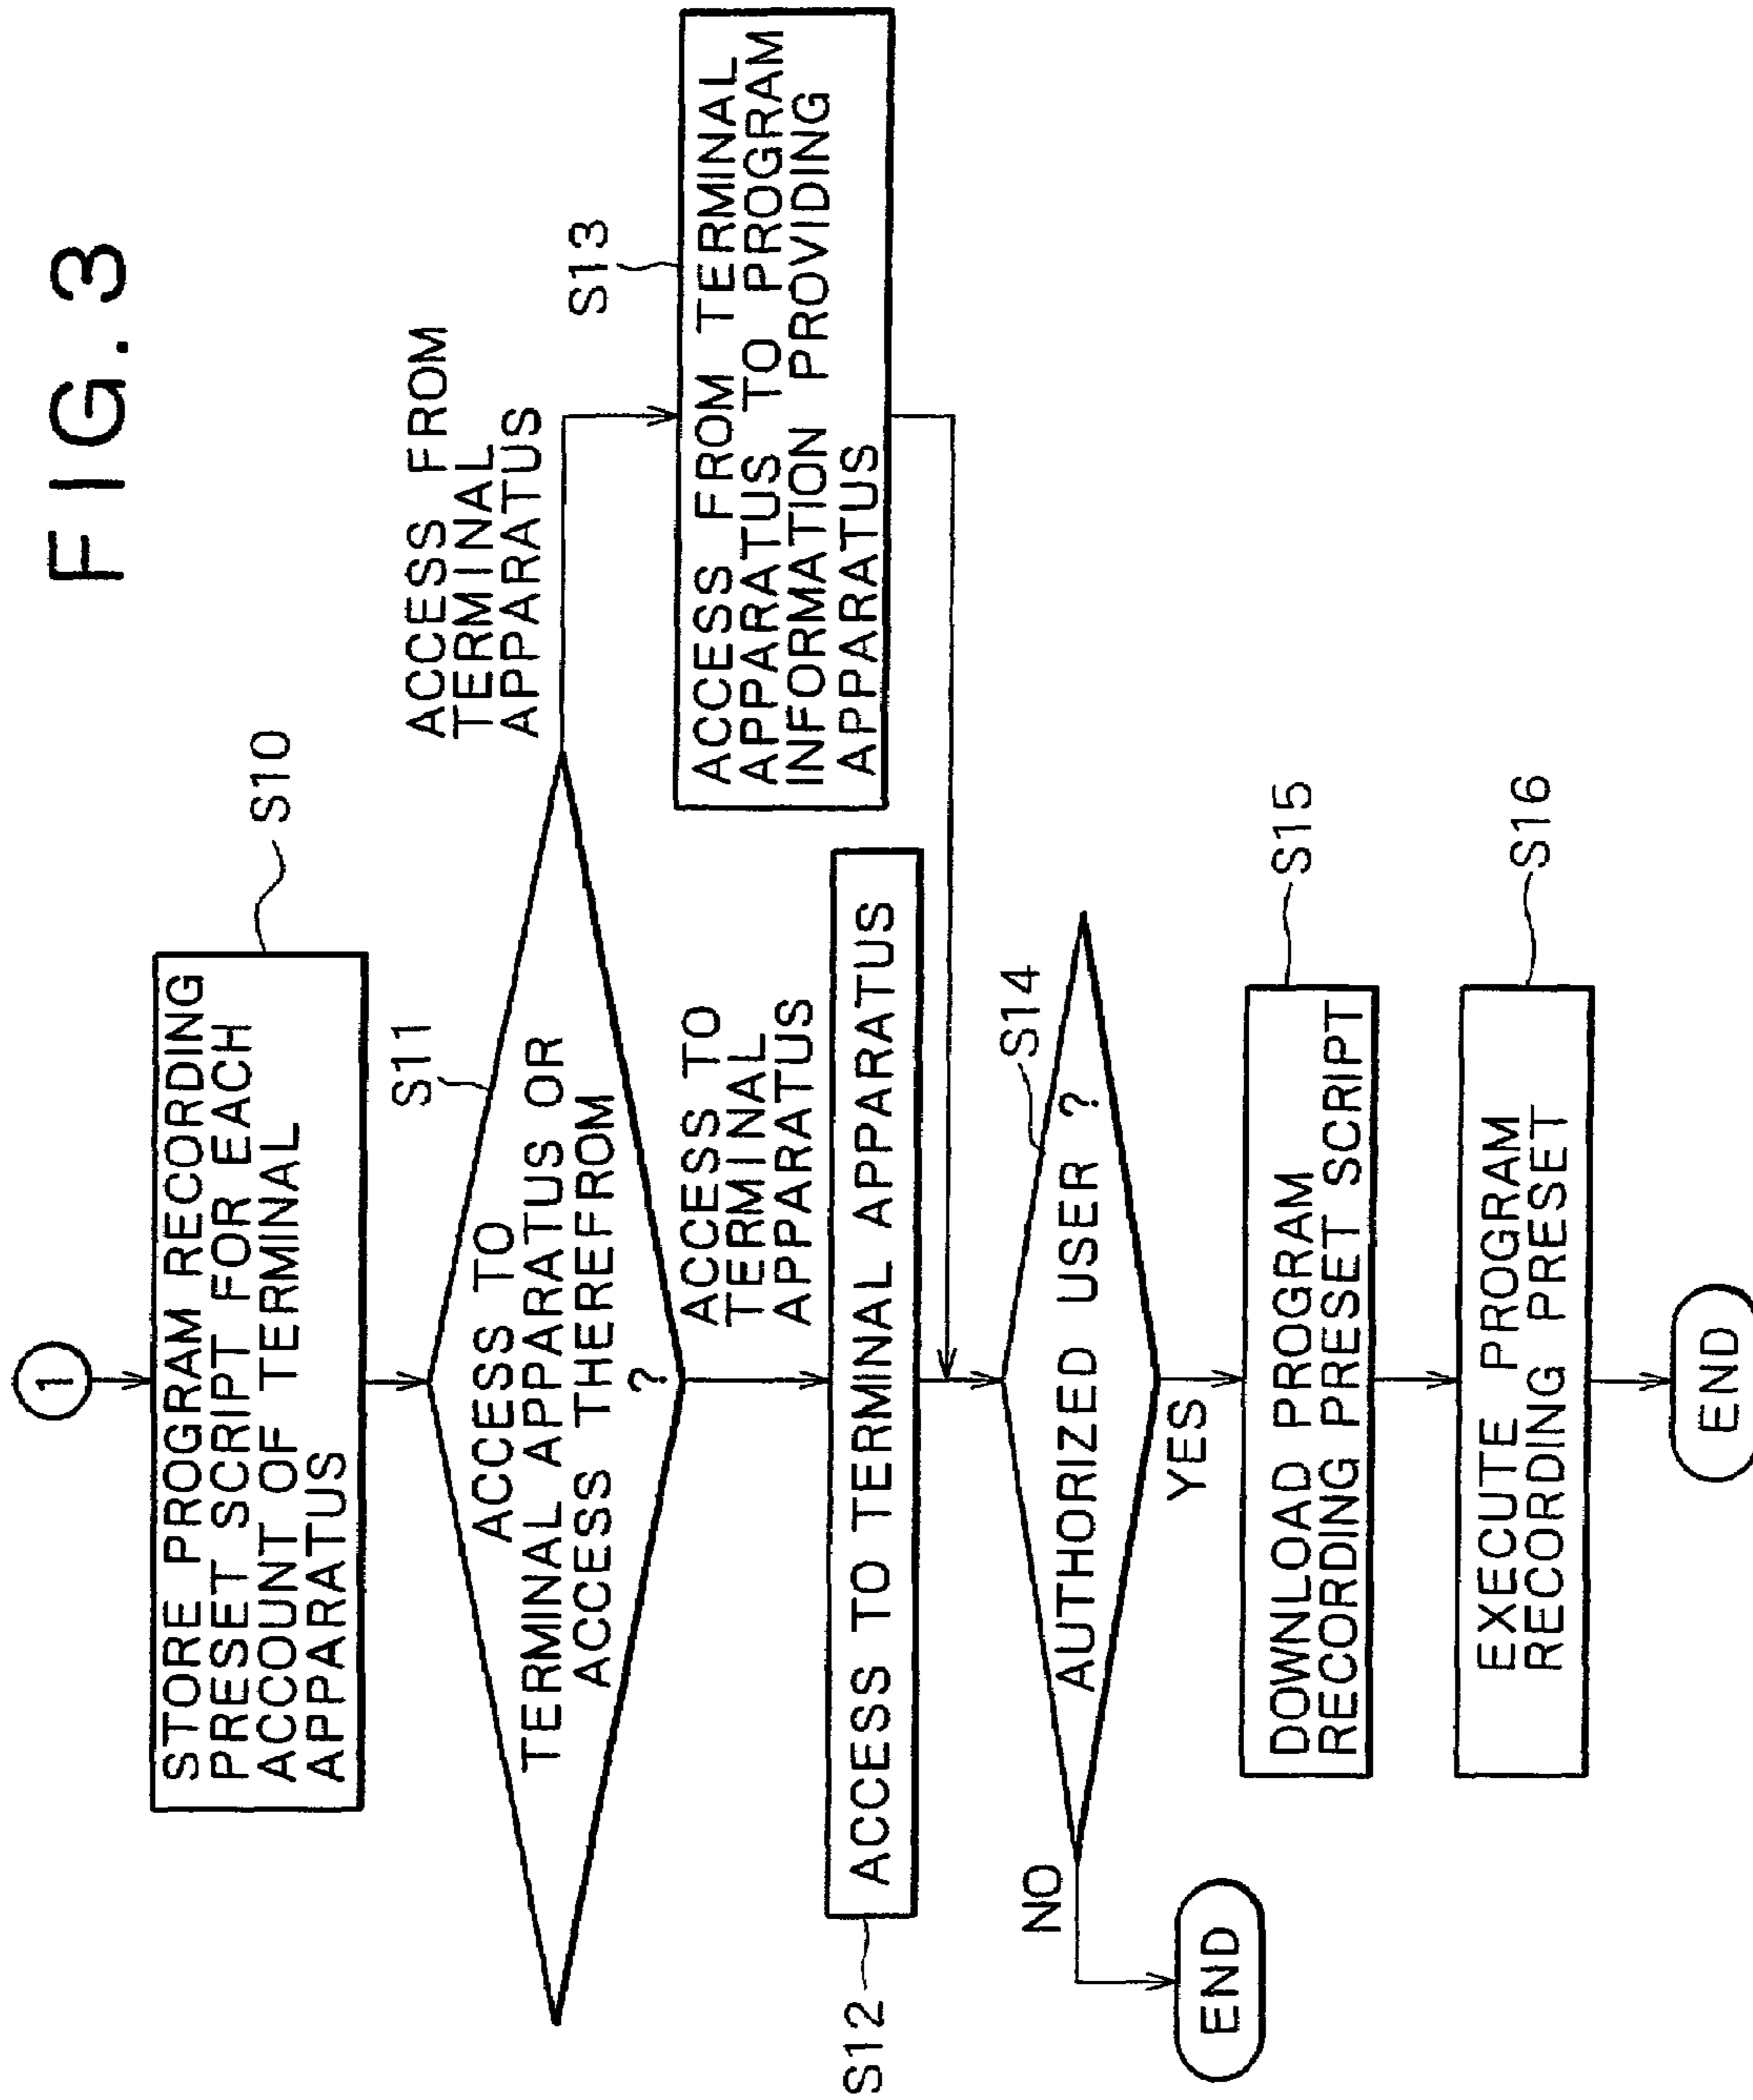 FIG. 3
1
STORE PROGRAM RECORDING
PRESET SCRIPT FOR EACH
ACCOUNT OF TERMINAL
APPARATUS
S10
S11
ACCESS TO
TERMINAL APPARATUS OR
ACCESS THEREFROM
?
ACCESS FROM
TERMINAL
APPARATUS
S13
ACCESS FROM TERMINAL
APPARATUS TO PROGRAM
INFORMATION PROVIDING
APPARATUS
ACCESS TO
TERMINAL
APPARATUS
S12
ACCESS TO TERMINAL APPARATUS
S14
AUTHORIZED USER ?
NO
END
YES
DOWNLOAD PROGRAM
RECORDING PRESET SCRIPT
S15
EXECUTE PROGRAM
RECORDING PRESET
S16
END